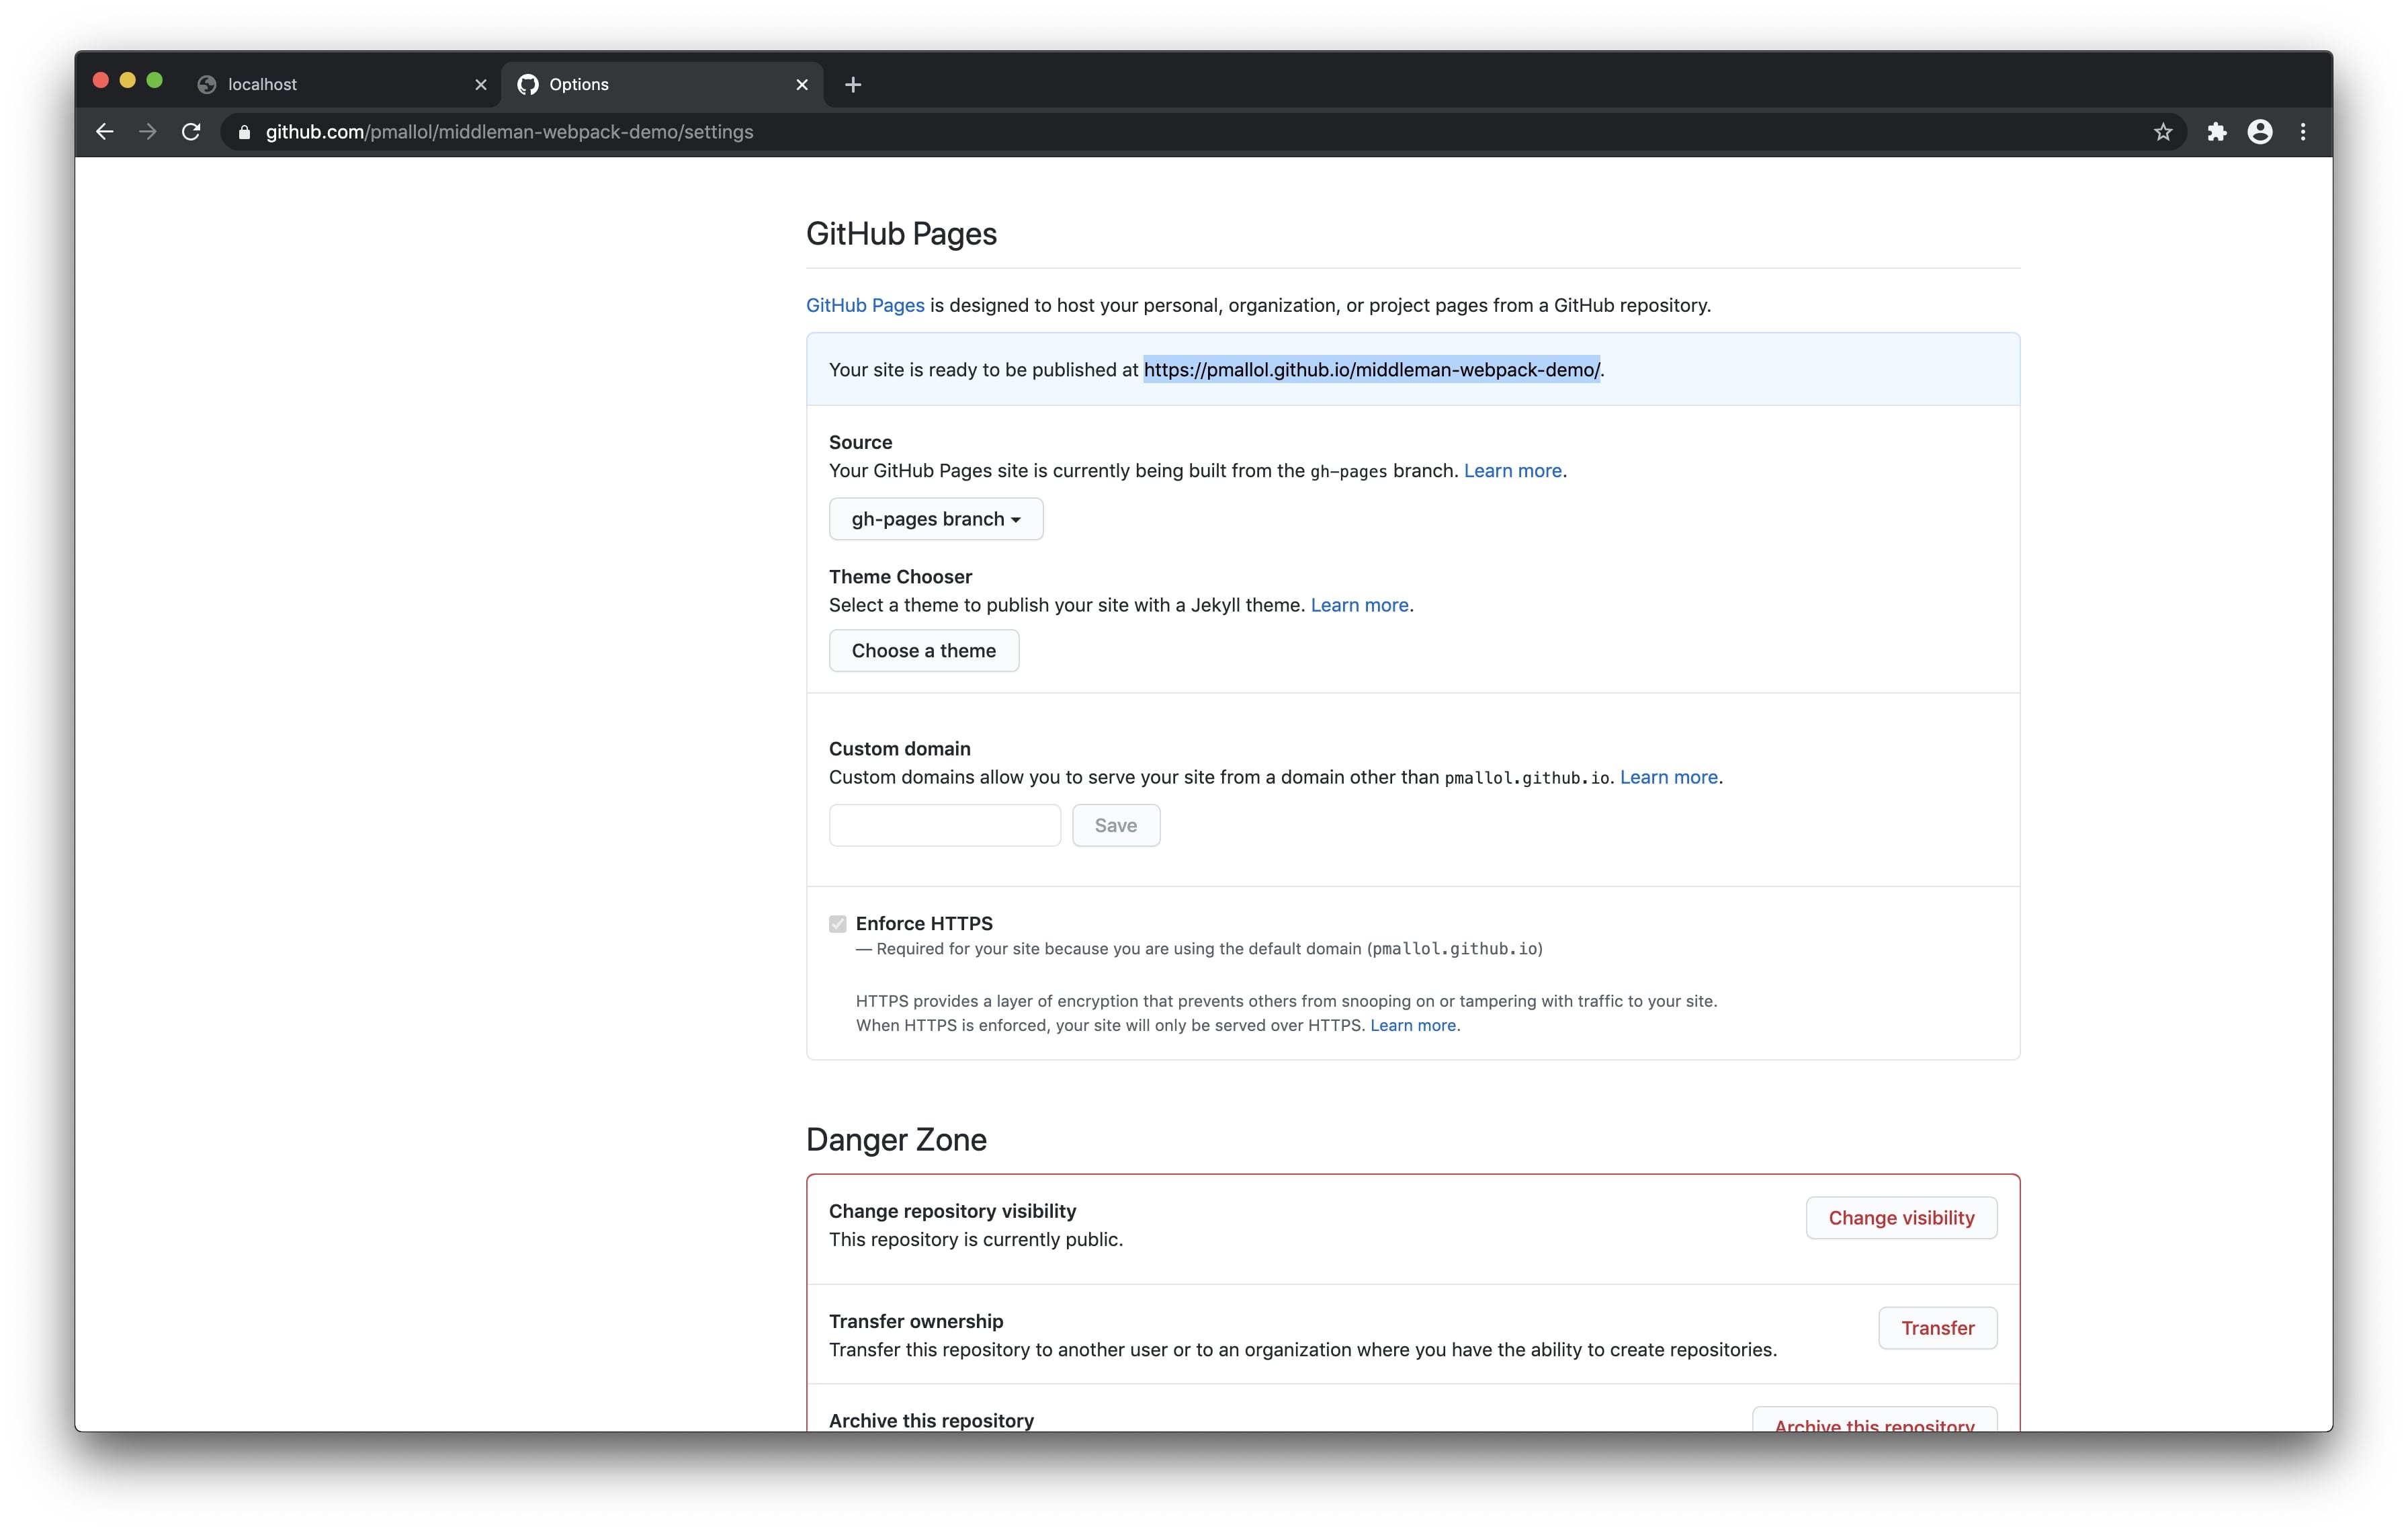 localhost
Options
github.com/pmallol/middleman-webpack-demo/settings
GitHub Pages
GitHub Pages is designed to host your personal, organization, or project pages from a GitHub repository.
Your site is ready to be published at https://pmallol.github.io/middleman-webpack-demo/.
Source
Your GitHub Pages site is currently being built from the gh-pages branch. Learn more.
gh-pages branch
Theme Chooser
Select a theme to publish your site with a Jekyll theme. Learn more.
Choose a theme
Custom domain
Custom domains allow you to serve your site from a domain other than pmallol.github.io. Learn more.
Save
Enforce HTTPS
— Required for your site because you are using the default domain (pmallol.github.io)
HTTPS provides a layer of encryption that prevents others from snooping on or tampering with traffic to your site.
When HTTPS is enforced, your site will only be served over HTTPS. Learn more.
Danger Zone
Change repository visibility
This repository is currently public.
Change visibility
Transfer ownership
Transfer this repository to another user or to an organization where you have the ability to create repositories.
Transfer
Archive this repository
Archive this repository